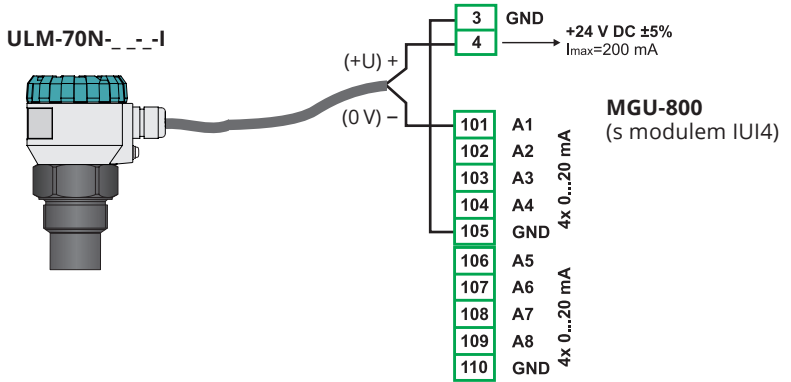 ULM-70N-_ _-_-I
3 GND
4
+24 V DC ±5%
Imax=200 mA
(+U) +
(0 V) –
MGU-800
(s modulem IUI4)
101 A1
102 A2
103 A3
104 A4
105 GND
4x 0...20 mA
106 A5
107 A6
108 A7
109 A8
110 GND
4x 0...20 mA